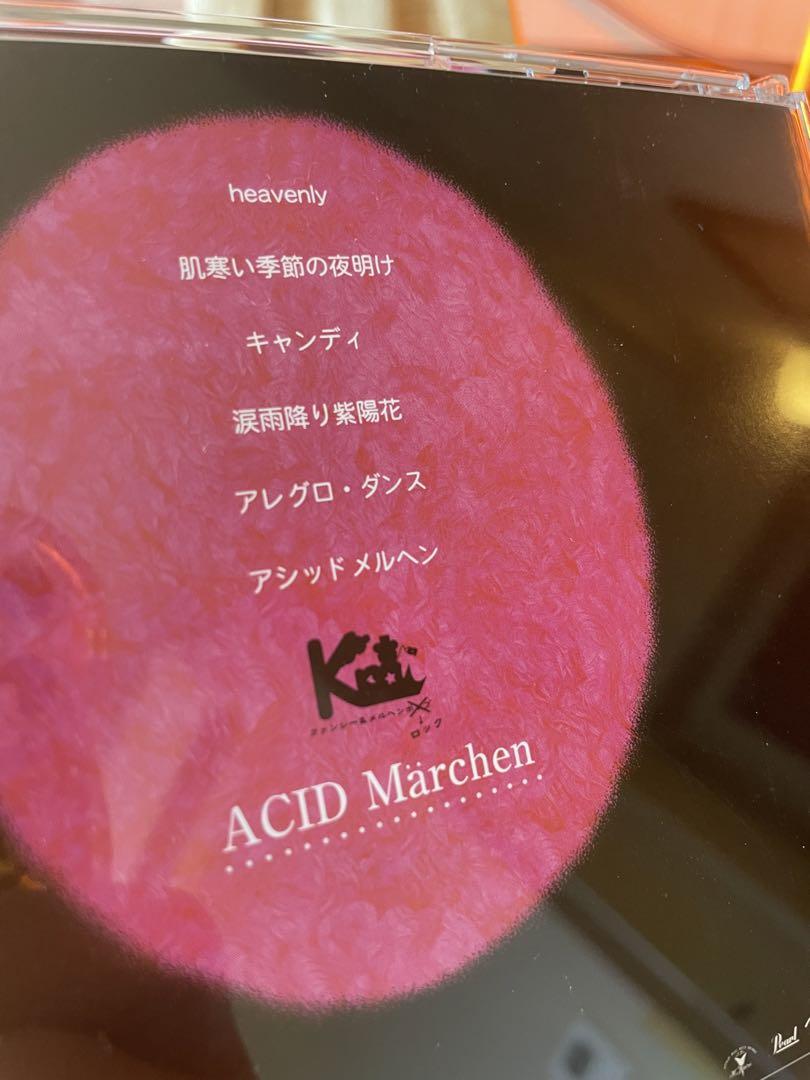 heavenly
肌寒い季節の夜明け
キャンディ
涙雨降り紫陽花
アレグロ・ダンス
アシッドメルヘン
ファンシー&メルヘン
ロック
ACID Märchen
Pearl